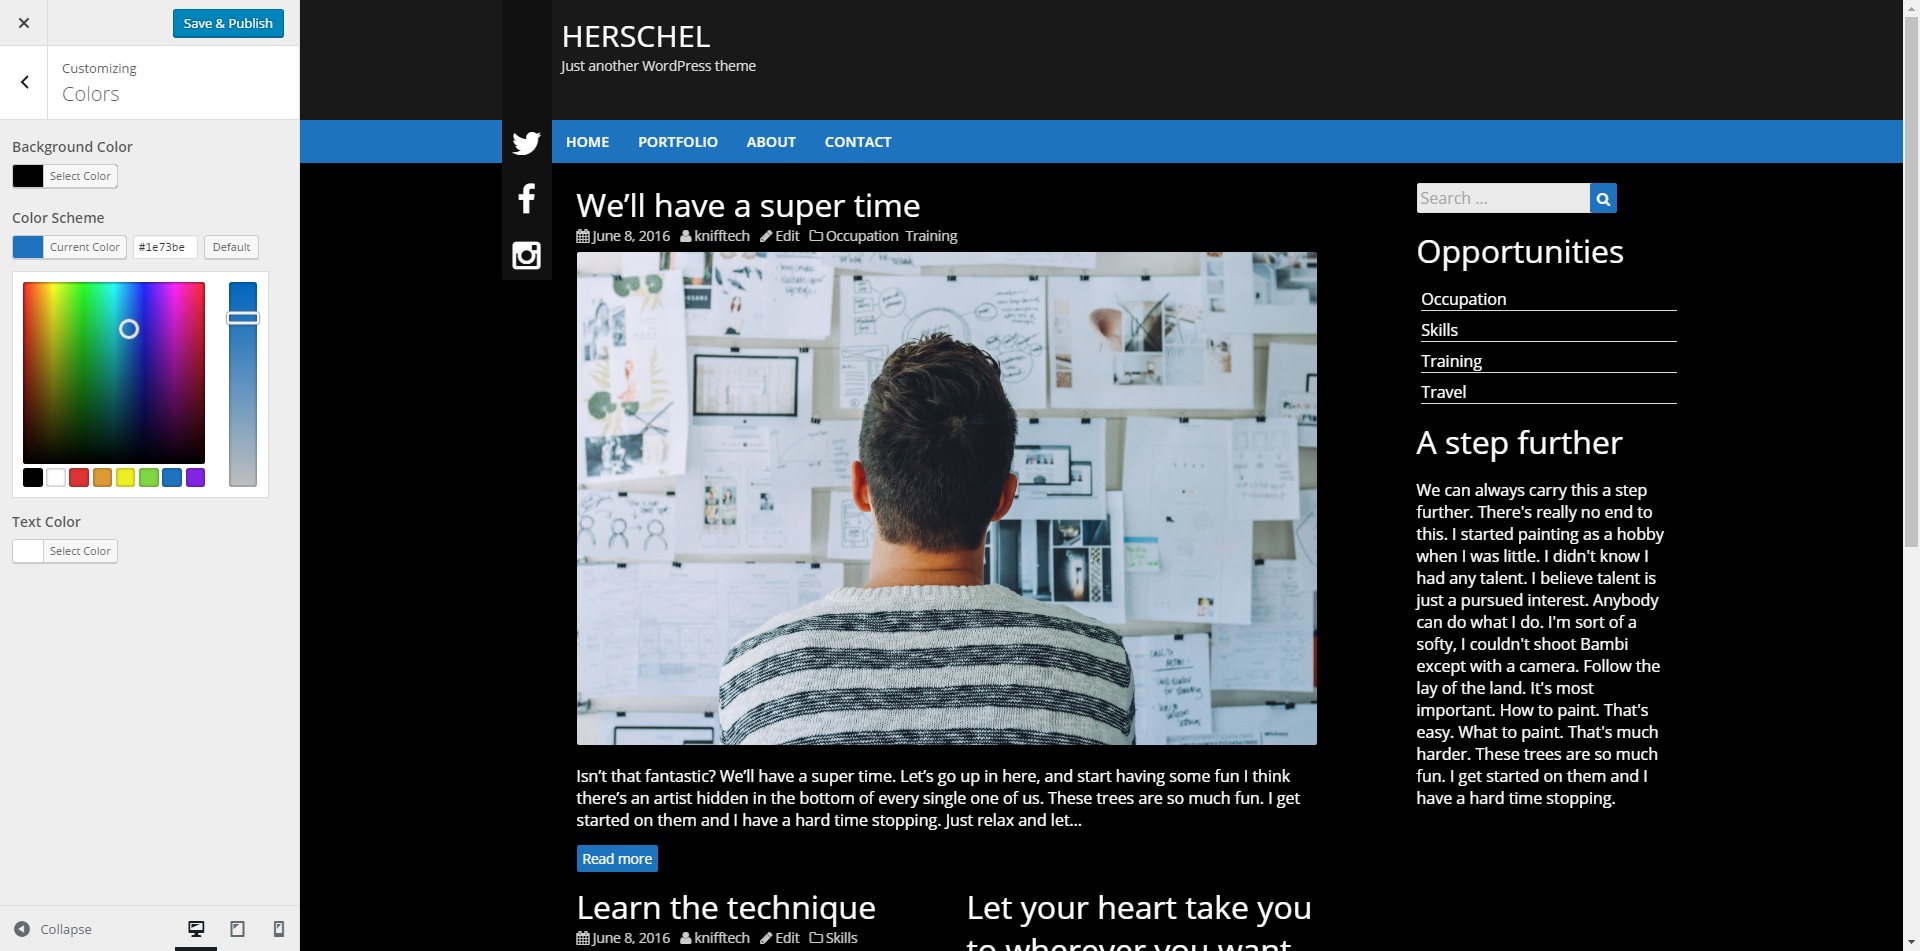 Save & Publish
Customizing
Colors
Background Color
Select Color
Color Scheme
Current Color
#1e73be
Default
Text Color
Select Color
Collapse
HERSCHEL
Just another WordPress theme
HOME PORTFOLIO ABOUT CONTACT
We’ll have a super time
June 8, 2016 knifftech Edit Occupation Training
Isn’t that fantastic? We’ll have a super time. Let’s go up in here, and start having some fun I think
there’s an artist hidden in the bottom of every single one of us. These trees are so much fun. I get
started on them and I have a hard time stopping. Just relax and let...
Read more
Learn the technique
June 8, 2016 knifftech Edit Skills
Let your heart take you
to wherever you want
Search ...
Opportunities
Occupation
Skills
Training
Travel
A step further
We can always carry this a step
further. There's really no end to
this. I started painting as a hobby
when I was little. I didn't know I
had any talent. I believe talent is
just a pursued interest. Anybody
can do what I do. I'm sort of a
softy, I couldn't shoot Bambi
except with a camera. Follow the
lay of the land. It's most
important. How to paint. That's
easy. What to paint. That's much
harder. These trees are so much
fun. I get started on them and I
have a hard time stopping.